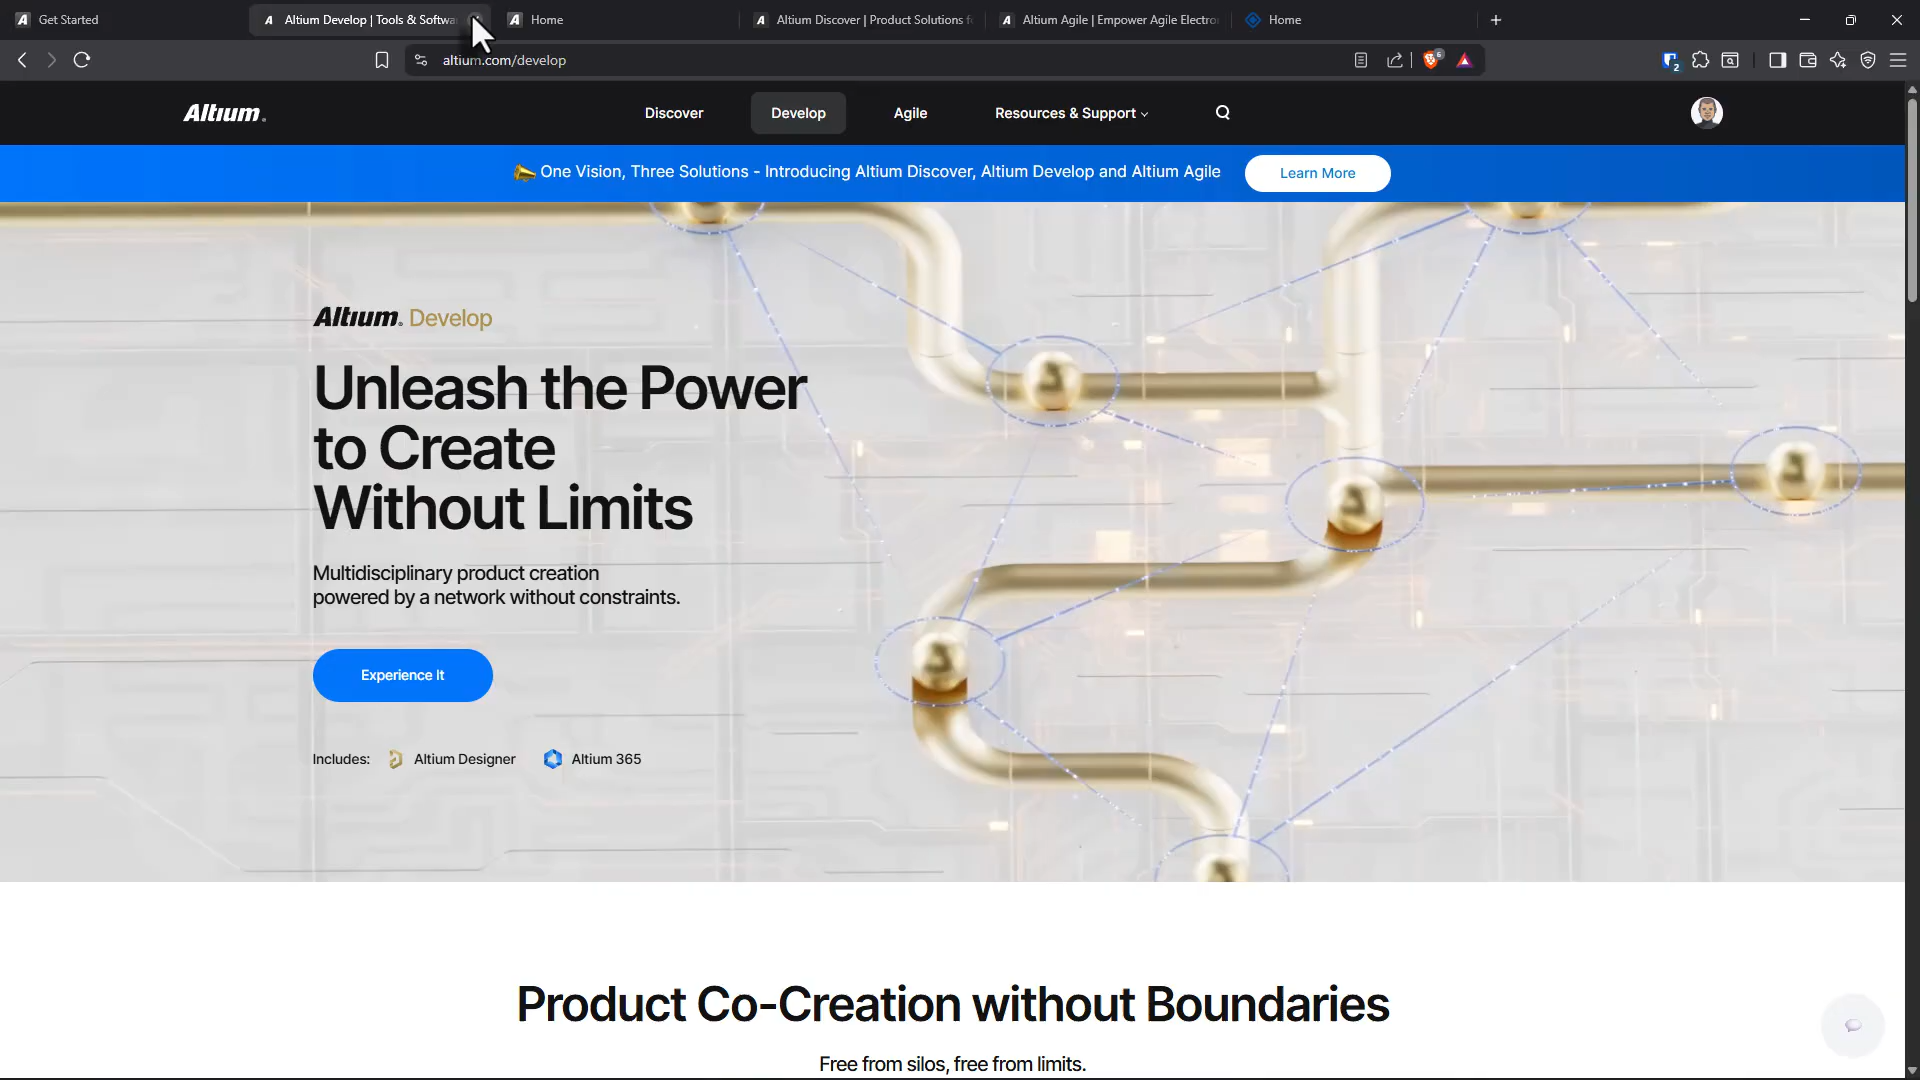 Get Started
Altium Develop | Tools & Softwa
Home
Altium Discover | Product Solutions f
Altium Agile | Empower Agile Electro
Home
altium.com/develop
6
2
Altium.
Discover
Develop
Agile
Resources & Support
One Vision, Three Solutions - Introducing Altium Discover, Altium Develop and Altium Agile
Learn More
Altium. Develop
Unleash the Power
to Create
Without Limits
Multidisciplinary product creation
powered by a network without constraints.
Experience It
Includes:
Altium Designer
Altium 365
Product Co-Creation without Boundaries
Free from silos, free from limits.